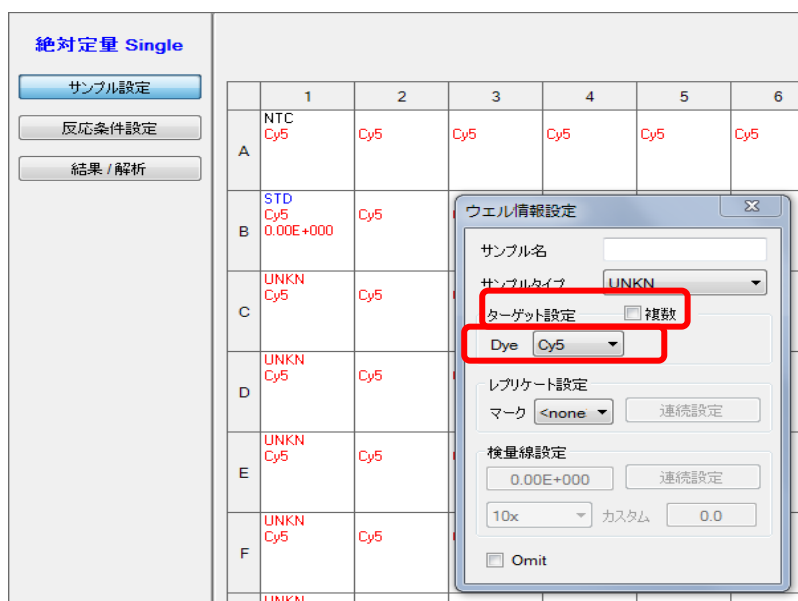 絶対定量 Single
サンプル設定
反応条件設定
結果 / 解析
1 2 3 4 5 6
A
NTC
Cy5 Cy5 Cy5 Cy5 Cy5 Cy5
B
STD
Cy5 Cy5
0.00E+000
C
UNKN
Cy5 Cy5
D
UNKN
Cy5 Cy5
E
UNKN
Cy5 Cy5
F
UNKN
Cy5 Cy5
UNKN
ウェル情報設定
サンプル名
サンプルタイプ UNKN
ターゲット設定 複数
Dye Cy5
レプリケート設定
マーク <none 連続設定
検量線設定
0.00E+000 連続設定
10x カスタム 0.0
Omit